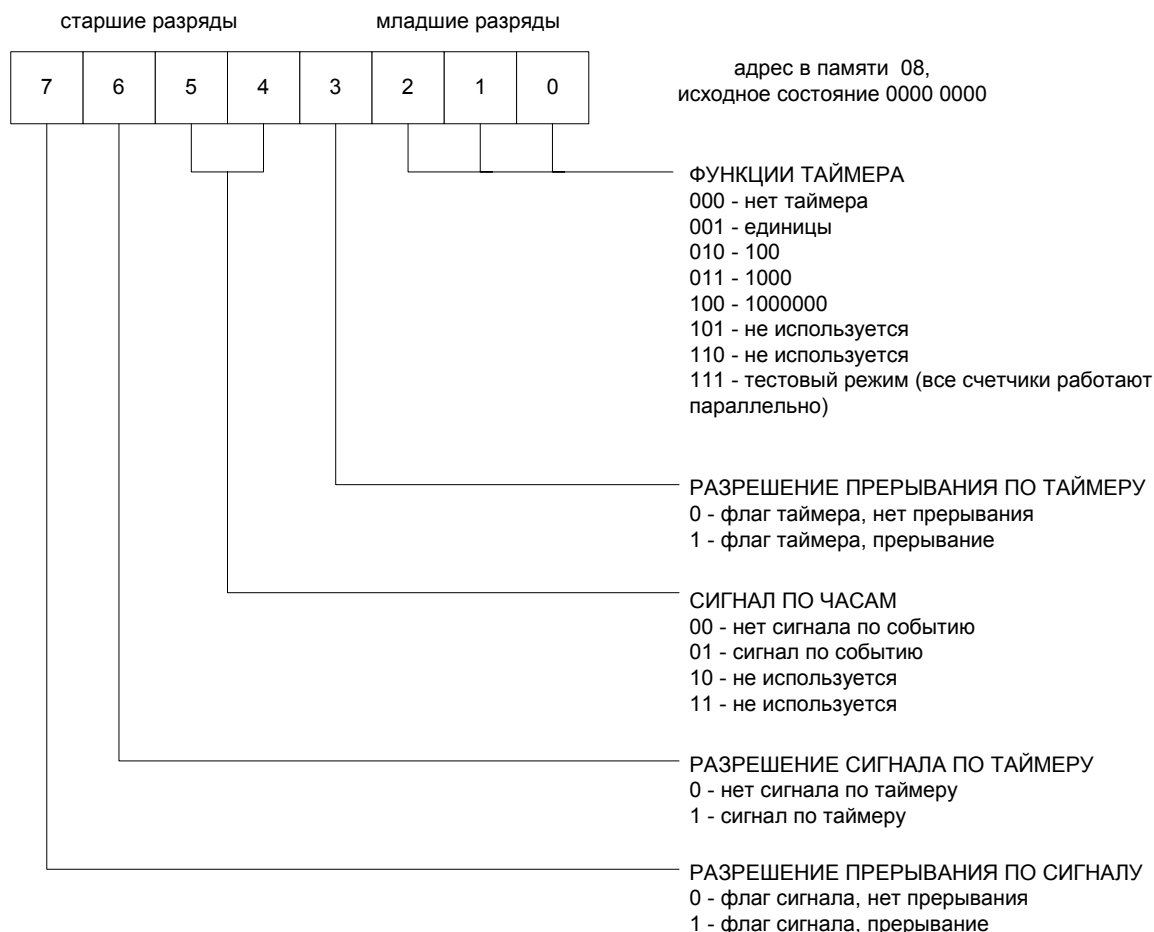 старшие разряды младшие разряды
7 6 5 4 3 2 1 0
адрес в памяти 08,
исходное состояние 0000 0000
ФУНКЦИИ ТАЙМЕРА
000 - нет таймера
001 - единицы
010 - 100
011 - 1000
100 - 1000000
101 - не используется
110 - не используется
111 - тестовый режим (все счетчики работают
параллельно)
РАЗРЕШЕНИЕ ПРЕРЫВАНИЯ ПО ТАЙМЕРУ
0 - флаг таймера, нет прерывания
1 - флаг таймера, прерывание
СИГНАЛ ПО ЧАСАМ
00 - нет сигнала по событию
01 - сигнал по событию
10 - не используется
11 - не используется
РАЗРЕШЕНИЕ СИГНАЛА ПО ТАЙМЕРУ
0 - нет сигнала по таймеру
1 - сигнал по таймеру
РАЗРЕШЕНИЕ ПРЕРЫВАНИЯ ПО СИГНАЛУ
0 - флаг сигнала, нет прерывания
1 - флаг сигнала, прерывание